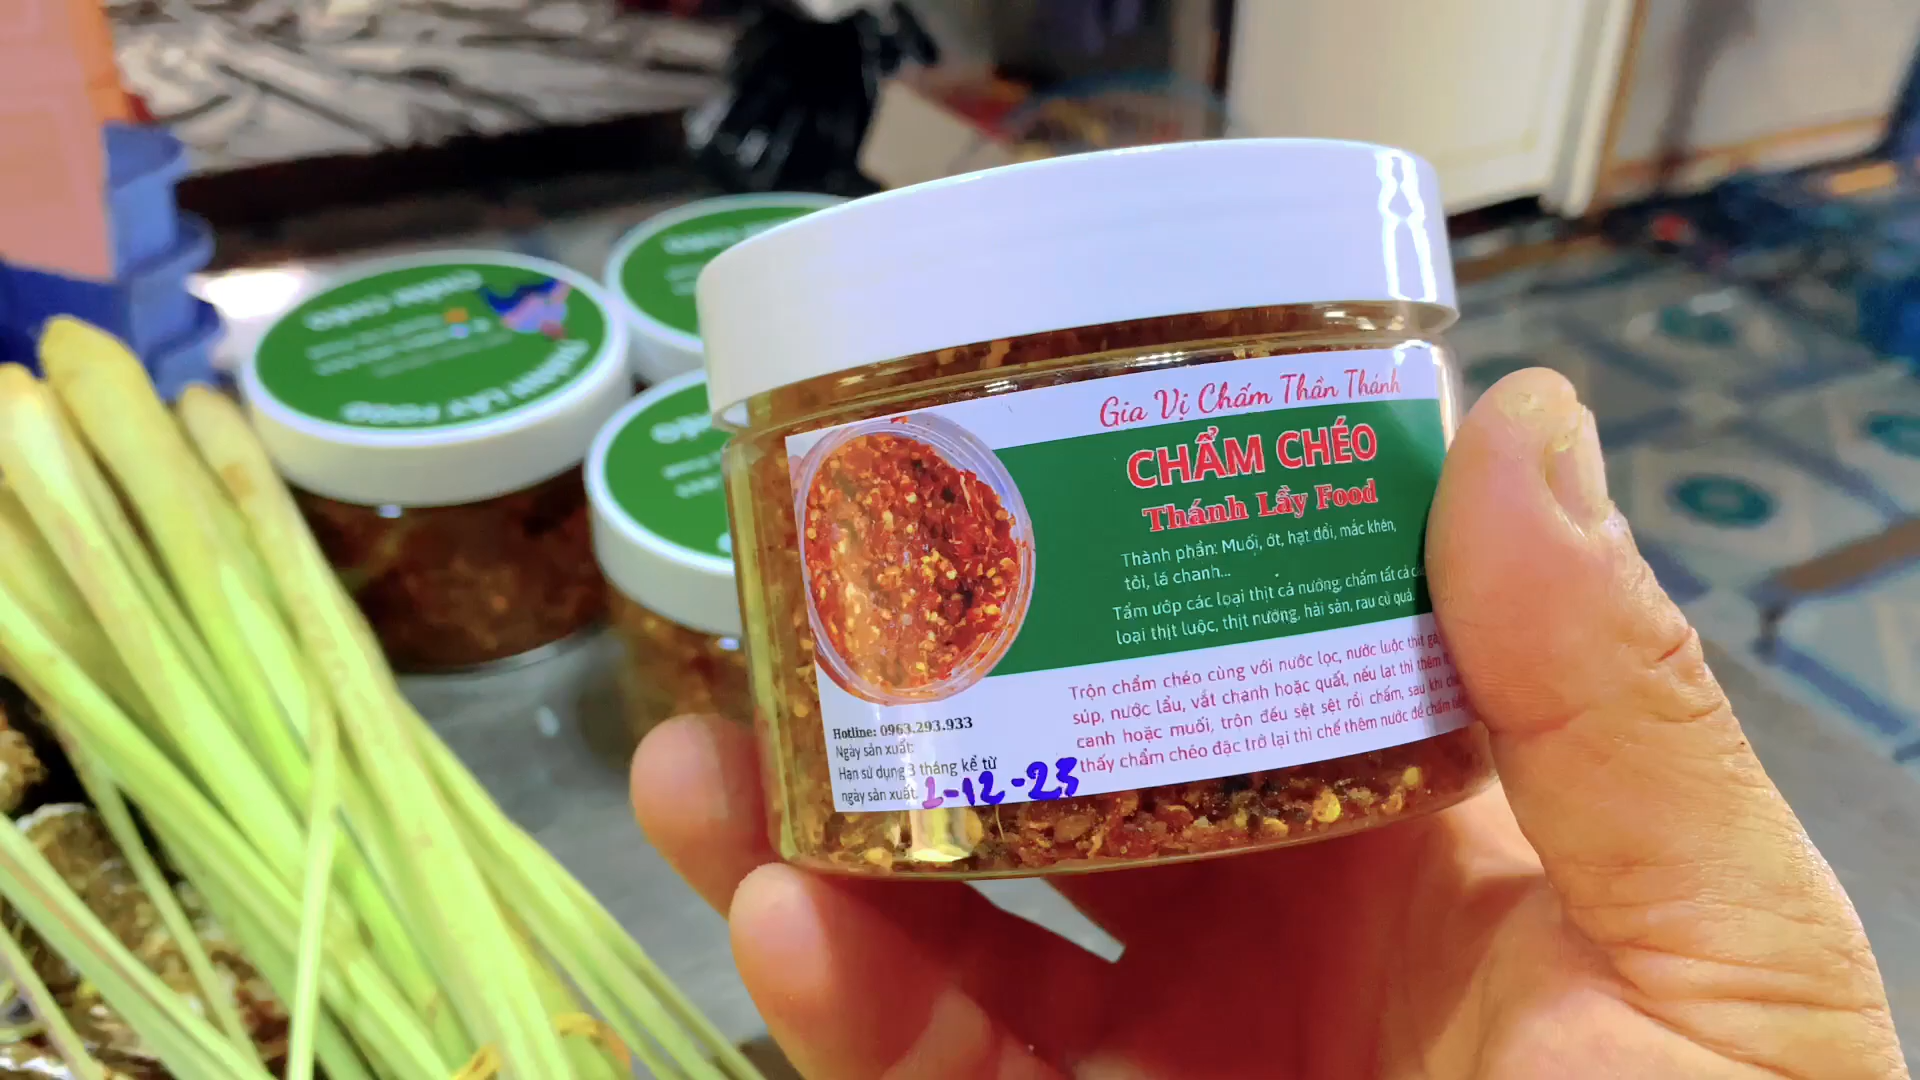 Gia Vị Chấm Thần Thánh
CHẨM CHÉO
Thánh Lầy Food
Thành phần: Muối, ớt, hạt dổi, mắc khén,
tỏi, lá chanh...
Tẩm ướp các loại thịt cá nướng, chấm tất cả
loại thịt luộc, thịt nướng, hải sản, rau củ quả.
Trộn chẩm chéo cùng với nước lọc, nước luộc thịt gà,
súp, nước lẩu, vắt chanh hoặc quất, nếu lạt thì thêm
canh hoặc muối, trộn đều sệt sệt rồi chấm, sau khi
thấy chẩm chéo đặc trở lại thì chế thêm nước để chấm
Hotline: 0963.293.933
Ngày sản xuất:
Hạn sử dụng 3 tháng kể từ
ngày sản xuất. 1-12-23